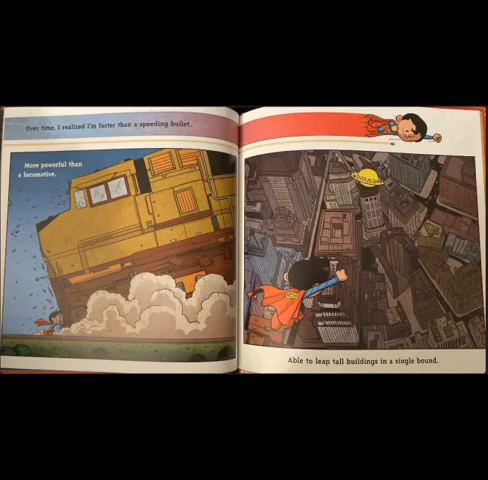 Over time, I realized I'm faster than a speeding bullet.
More powerful than
a locomotive.
Able to leap tall buildings in a single bound.